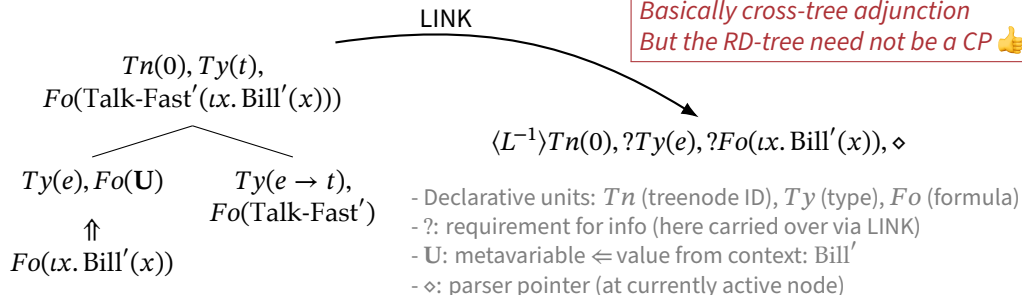 LINK
Basically cross-tree adjunction
But the RD-tree need not be a CP 👍
Tn(0), Ty(t),
Fo(Talk-Fast′(ιx. Bill′(x)))
⟨L⁻¹⟩Tn(0), ?Ty(e), ?Fo(ιx. Bill′(x)), ⋄
Ty(e), Fo(U)
Ty(e → t),
Fo(Talk-Fast′)
⇑
Fo(ιx. Bill′(x))
- Declarative units: Tn (treenode ID), Ty (type), Fo (formula)
- ?: requirement for info (here carried over via LINK)
- U: metavariable ⇐ value from context: Bill′
- ⋄: parser pointer (at currently active node)